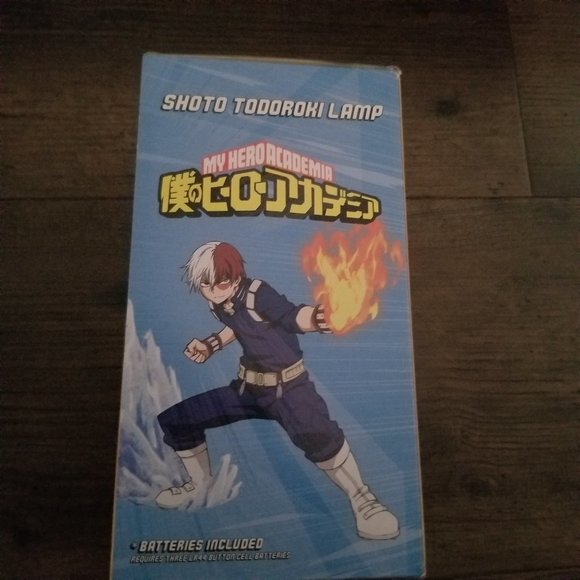 SHOTO TODOROKI LAMP
MY HERO ACADEMIA
僕のヒーローアカデミア
• BATTERIES INCLUDED
REQUIRES THREE LR44 BUTTON CELL BATTERIES